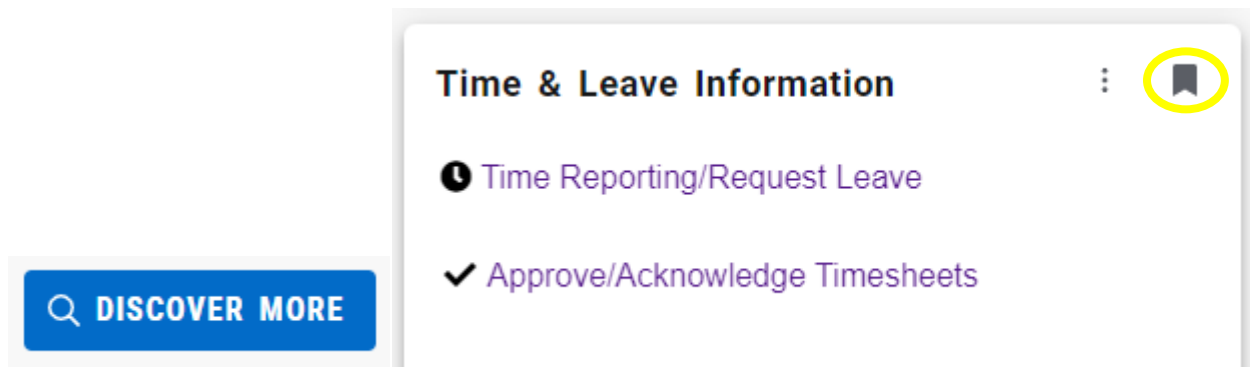 Time & Leave Information
Time Reporting/Request Leave
Approve/Acknowledge Timesheets
DISCOVER MORE